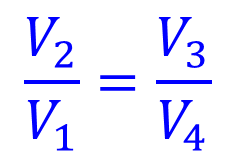 V₂/V₁ = V₃/V₄